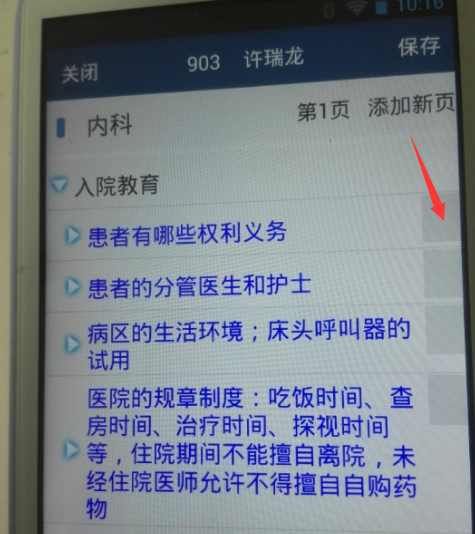 10:16
关闭 903 许瑞龙 保存
内科 第1页 添加新页
入院教育
患者有哪些权利义务
患者的分管医生和护士
病区的生活环境；床头呼叫器的
试用
医院的规章制度：吃饭时间、查
房时间、治疗时间、探视时间
等，住院期间不能擅自离院，未
经住院医师允许不得擅自自购药
物